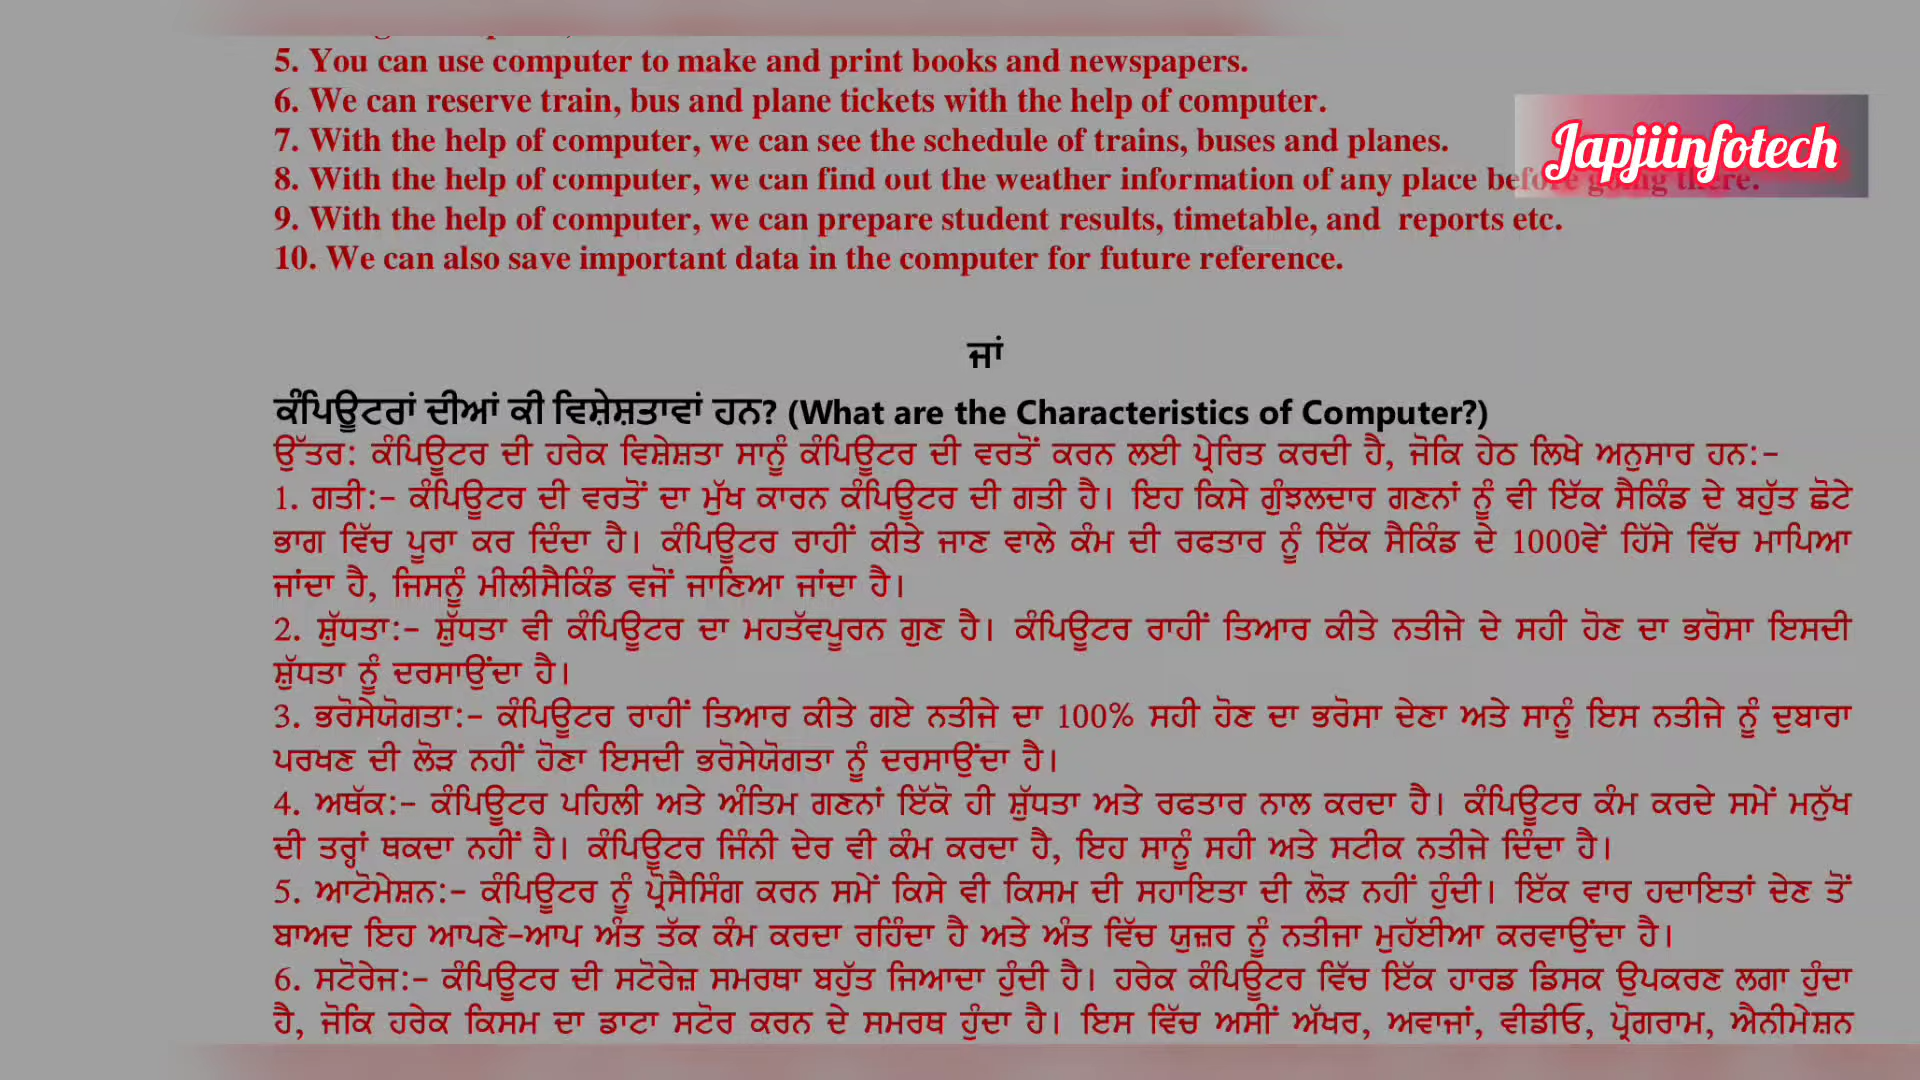 5. You can use computer to make and print books and newspapers.
6. We can reserve train, bus and plane tickets with the help of computer.
7. With the help of computer, we can see the schedule of trains, buses and planes.
Japjiinfotech
8. With the help of computer, we can find out the weather information of any place before going there.
9. With the help of computer, we can prepare student results, timetable, and  reports etc.
10. We can also save important data in the computer for future reference.
ਜਾਂ
ਕੰਪਿਊਟਰਾਂ ਦੀਆਂ ਕੀ ਵਿਸ਼ੇਸ਼ਤਾਵਾਂ ਹਨ? (What are the Characteristics of Computer?)
ਉੱਤਰ: ਕੰਪਿਊਟਰ ਦੀ ਹਰੇਕ ਵਿਸ਼ੇਸ਼ਤਾ ਸਾਨੂੰ ਕੰਪਿਊਟਰ ਦੀ ਵਰਤੋਂ ਕਰਨ ਲਈ ਪ੍ਰੇਰਿਤ ਕਰਦੀ ਹੈ, ਜੋਕਿ ਹੇਠ ਲਿਖੇ ਅਨੁਸਾਰ ਹਨ:-
1. ਗਤੀ:- ਕੰਪਿਊਟਰ ਦੀ ਵਰਤੋਂ ਦਾ ਮੁੱਖ ਕਾਰਨ ਕੰਪਿਊਟਰ ਦੀ ਗਤੀ ਹੈ। ਇਹ ਕਿਸੇ ਗੁੰਝਲਦਾਰ ਗਣਨਾਂ ਨੂੰ ਵੀ ਇੱਕ ਸੈਕਿੰਡ ਦੇ ਬਹੁੱਤ ਛੋਟੇ
ਭਾਗ ਵਿੱਚ ਪੂਰਾ ਕਰ ਦਿੰਦਾ ਹੈ। ਕੰਪਿਊਟਰ ਰਾਹੀਂ ਕੀਤੇ ਜਾਣ ਵਾਲੇ ਕੰਮ ਦੀ ਰਫਤਾਰ ਨੂੰ ਇੱਕ ਸੈਕਿੰਡ ਦੇ 1000ਵੇਂ ਹਿੱਸੇ ਵਿੱਚ ਮਾਪਿਆ
ਜਾਂਦਾ ਹੈ, ਜਿਸਨੂੰ ਮੀਲੀਸੈਕਿੰਡ ਵਜੋਂ ਜਾਣਿਆ ਜਾਂਦਾ ਹੈ।
2. ਸ਼ੁੱਧਤਾ:- ਸ਼ੁੱਧਤਾ ਵੀ ਕੰਪਿਊਟਰ ਦਾ ਮਹਤੱਵਪੂਰਨ ਗੁਣ ਹੈ। ਕੰਪਿਊਟਰ ਰਾਹੀਂ ਤਿਆਰ ਕੀਤੇ ਨਤੀਜੇ ਦੇ ਸਹੀ ਹੋਣ ਦਾ ਭਰੋਸਾ ਇਸਦੀ
ਸ਼ੁੱਧਤਾ ਨੂੰ ਦਰਸਾਉਂਦਾ ਹੈ।
3. ਭਰੋਸੇਯੋਗਤਾ:- ਕੰਪਿਊਟਰ ਰਾਹੀਂ ਤਿਆਰ ਕੀਤੇ ਗਏ ਨਤੀਜੇ ਦਾ 100% ਸਹੀ ਹੋਣ ਦਾ ਭਰੋਸਾ ਦੇਣਾ ਅਤੇ ਸਾਨੂੰ ਇਸ ਨਤੀਜੇ ਨੂੰ ਦੁਬਾਰਾ
ਪਰਖਣ ਦੀ ਲੋੜ ਨਹੀਂ ਹੋਣਾ ਇਸਦੀ ਭਰੋਸੇਯੋਗਤਾ ਨੂੰ ਦਰਸਾਉਂਦਾ ਹੈ।
4. ਅਥੱਕ:- ਕੰਪਿਊਟਰ ਪਹਿਲੀ ਅਤੇ ਅੰਤਿਮ ਗਣਨਾਂ ਇੱਕੋ ਹੀ ਸ਼ੁੱਧਤਾ ਅਤੇ ਰਫਤਾਰ ਨਾਲ ਕਰਦਾ ਹੈ। ਕੰਪਿਊਟਰ ਕੰਮ ਕਰਦੇ ਸਮੇਂ ਮਨੁੱਖ
ਦੀ ਤਰ੍ਹਾਂ ਥਕਦਾ ਨਹੀਂ ਹੈ। ਕੰਪਿਊਟਰ ਜਿੰਨੀ ਦੇਰ ਵੀ ਕੰਮ ਕਰਦਾ ਹੈ, ਇਹ ਸਾਨੂੰ ਸਹੀ ਅਤੇ ਸਟੀਕ ਨਤੀਜੇ ਦਿੰਦਾ ਹੈ।
5. ਆਟੋਮੇਸ਼ਨ:- ਕੰਪਿਊਟਰ ਨੂੰ ਪ੍ਰੋਸੈਸਿੰਗ ਕਰਨ ਸਮੇਂ ਕਿਸੇ ਵੀ ਕਿਸਮ ਦੀ ਸਹਾਇਤਾ ਦੀ ਲੋੜ ਨਹੀਂ ਹੁੰਦੀ। ਇੱਕ ਵਾਰ ਹਦਾਇਤਾਂ ਦੇਣ ਤੋਂ
ਬਾਅਦ ਇਹ ਆਪਣੇ-ਆਪ ਅੰਤ ਤੱਕ ਕੰਮ ਕਰਦਾ ਰਹਿੰਦਾ ਹੈ ਅਤੇ ਅੰਤ ਵਿੱਚ ਯੁਜ਼ਰ ਨੂੰ ਨਤੀਜਾ ਮੁਹੱਈਆ ਕਰਵਾਉਂਦਾ ਹੈ।
6. ਸਟੋਰੇਜ:- ਕੰਪਿਊਟਰ ਦੀ ਸਟੋਰੇਜ਼ ਸਮਰਥਾ ਬਹੁੱਤ ਜਿਆਦਾ ਹੁੰਦੀ ਹੈ। ਹਰੇਕ ਕੰਪਿਊਟਰ ਵਿੱਚ ਇੱਕ ਹਾਰਡ ਡਿਸਕ ਉਪਕਰਣ ਲਗਾ ਹੁੰਦਾ
ਹੈ, ਜੋਕਿ ਹਰੇਕ ਕਿਸਮ ਦਾ ਡਾਟਾ ਸਟੋਰ ਕਰਨ ਦੇ ਸਮਰਥ ਹੁੰਦਾ ਹੈ। ਇਸ ਵਿੱਚ ਅਸੀਂ ਅੱਖਰ, ਅਵਾਜਾਂ, ਵੀਡੀਓ, ਪ੍ਰੋਗਰਾਮ, ਐਨੀਮੇਸ਼ਨ